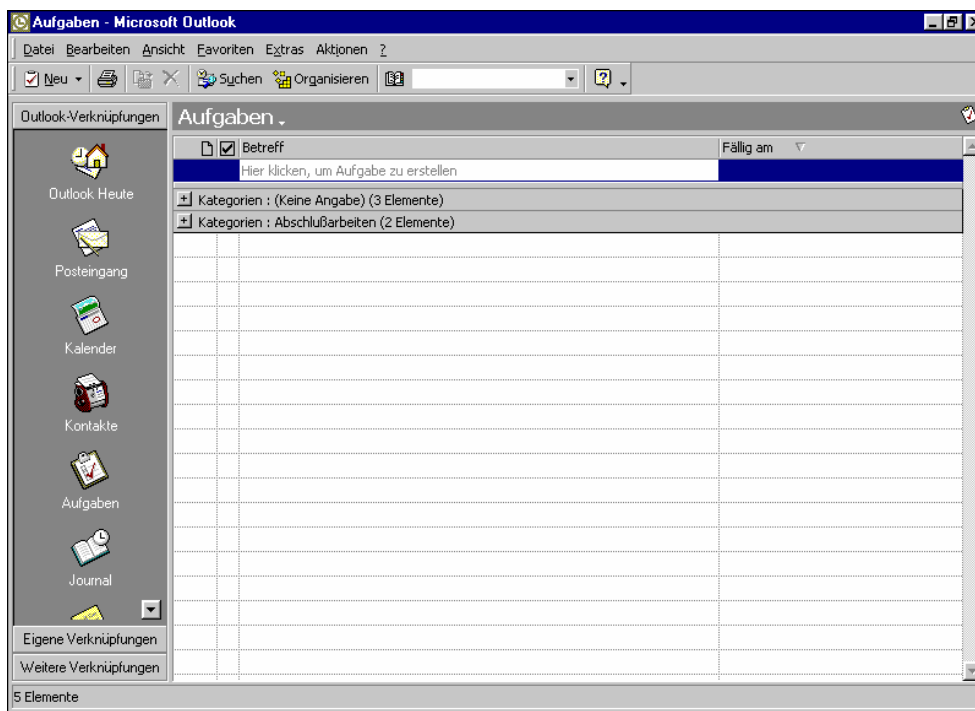 Aufgaben - Microsoft Outlook
Datei Bearbeiten Ansicht Favoriten Extras Aktionen ?
Neu Suchen Organisieren
Outlook-Verknüpfungen
Aufgaben
Betreff Fällig am
Hier klicken, um Aufgabe zu erstellen
Kategorien : (Keine Angabe) (3 Elemente)
Kategorien : Abschlußarbeiten (2 Elemente)
Outlook Heute
Posteingang
Kalender
Kontakte
Aufgaben
Journal
Eigene Verknüpfungen
Weitere Verknüpfungen
5 Elemente